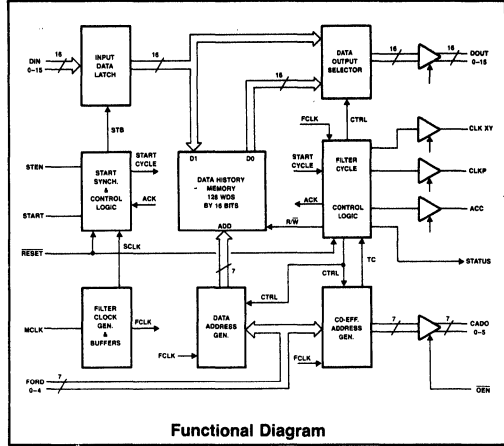 DIN
0–15
16
INPUT
DATA
LATCH
16
16
DATA
OUTPUT
SELECTOR
16
16
DOUT
0–15
STB
FCLK
CTRL
CLK XY
STEN
START
CYCLE
D1
D0
START
CYCLE
FILTER
CYCLE
CONTROL
LOGIC
CLKP
START
SYNCH.
&
CONTROL
LOGIC
DATA HISTORY
MEMORY
128 WDS
BY 16 BITS
ADD
ACK
ACK
ACC
START
R/W̅
RESET
SCLK
STATUS
7
CTRL
CTRL
TC
MCLK
FILTER
CLOCK
GEN.
&
BUFFERS
FCLK
DATA
ADDRESS
GEN.
CO-EFF.
ADDRESS
GEN.
7
7
CADO
0–5
FCLK
FCLK
FORD
0–4
7
OEN
Functional Diagram